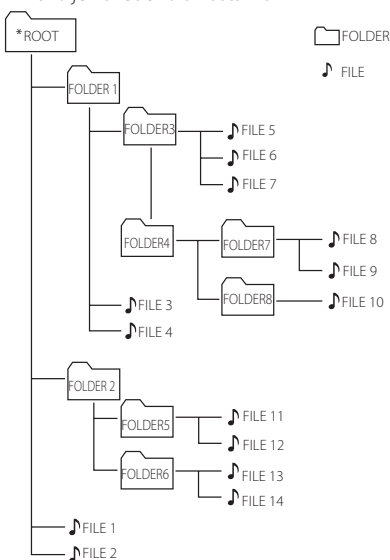 *ROOT
FOLDER
FILE
FOLDER 1
FOLDER3
FILE 5
FILE 6
FILE 7
FOLDER4
FOLDER7
FILE 8
FILE 9
FOLDER8
FILE 10
FILE 3
FILE 4
FOLDER 2
FOLDER5
FILE 11
FILE 12
FOLDER6
FILE 13
FILE 14
FILE 1
FILE 2